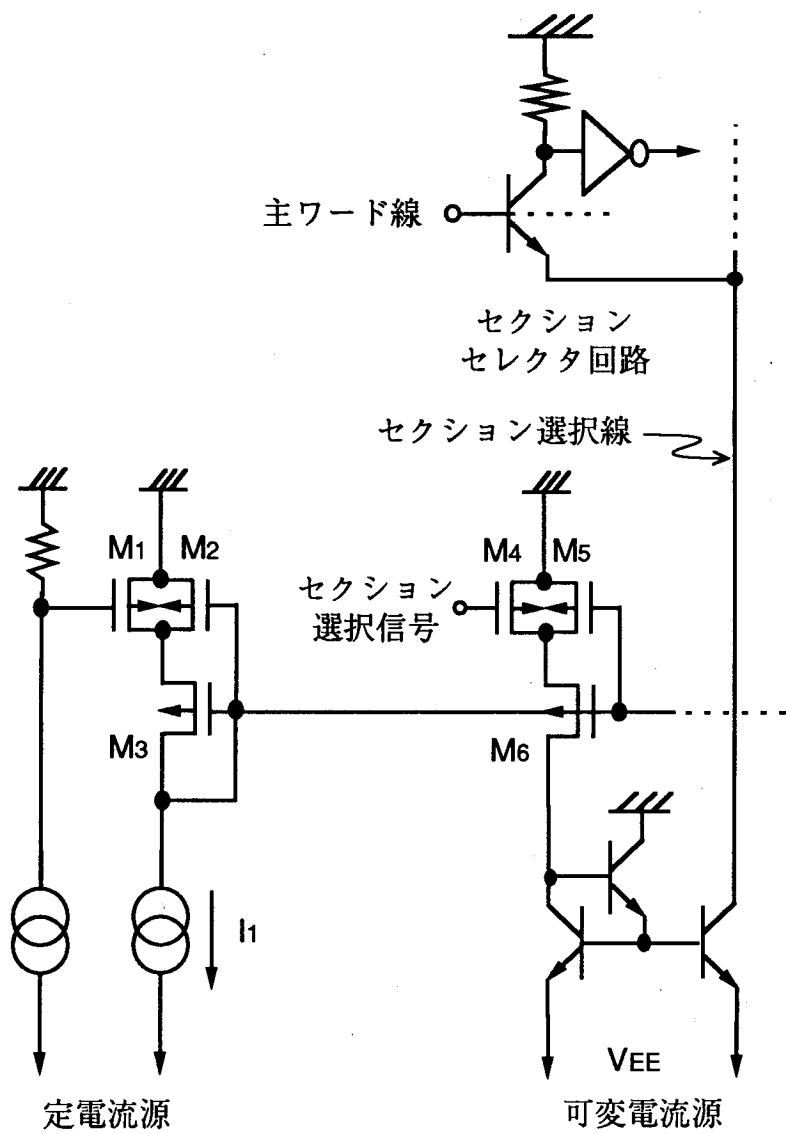 主ワード線
セクション
セレクタ回路
セクション選択線
M1 M2
M4 M5
セクション
選択信号
M3
M6
I1
VEE
定電流源
可変電流源